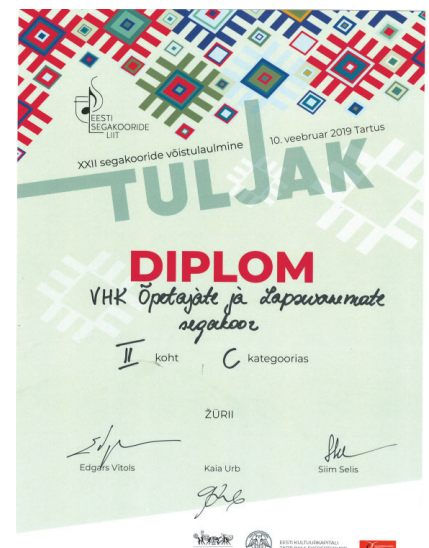 EESTI
SEGAKOORIDE
LIIT
XXII segakooride võistulaulmine
10. veebruar 2019 Tartus
TULJAK
DIPLOM
VHK Õpetajate ja Lapsevanemate
segakoor
II koht C kategoorias
ŽÜRII
Edgars Vitols
Kaia Urb
Siim Selis
EESTI KULTUURKAPITALI